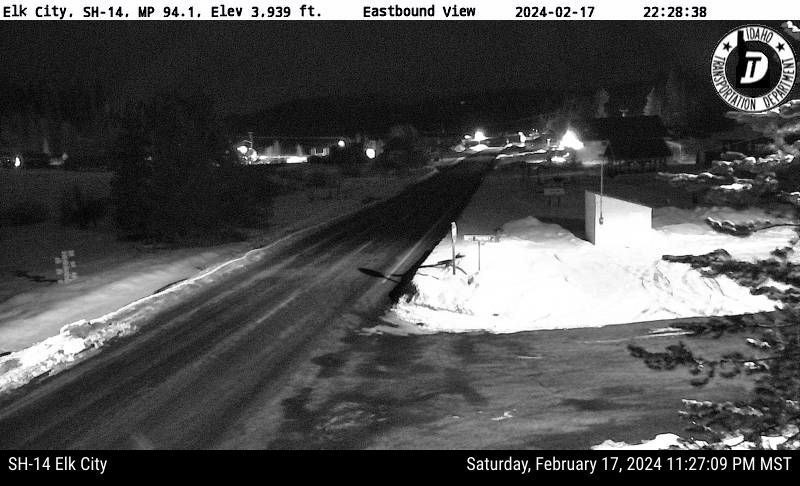 Elk City, SH-14, MP 94.1, Elev 3,939 ft. Eastbound View 2024-02-17 22:28:38
IDAHO
TRANSPORTATION DEPARTMENT
SH-14 Elk City Saturday, February 17, 2024 11:27:09 PM MST